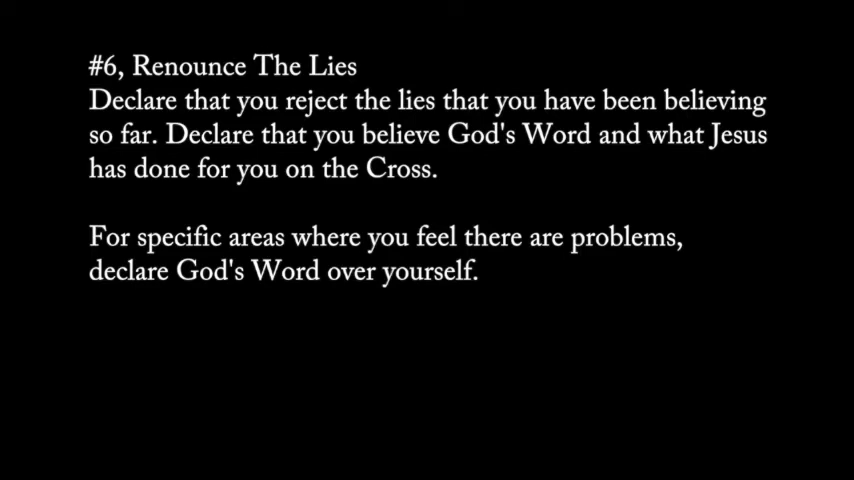 #6, Renounce The Lies
Declare that you reject the lies that you have been believing
so far. Declare that you believe God's Word and what Jesus
has done for you on the Cross.
For specific areas where you feel there are problems,
declare God's Word over yourself.